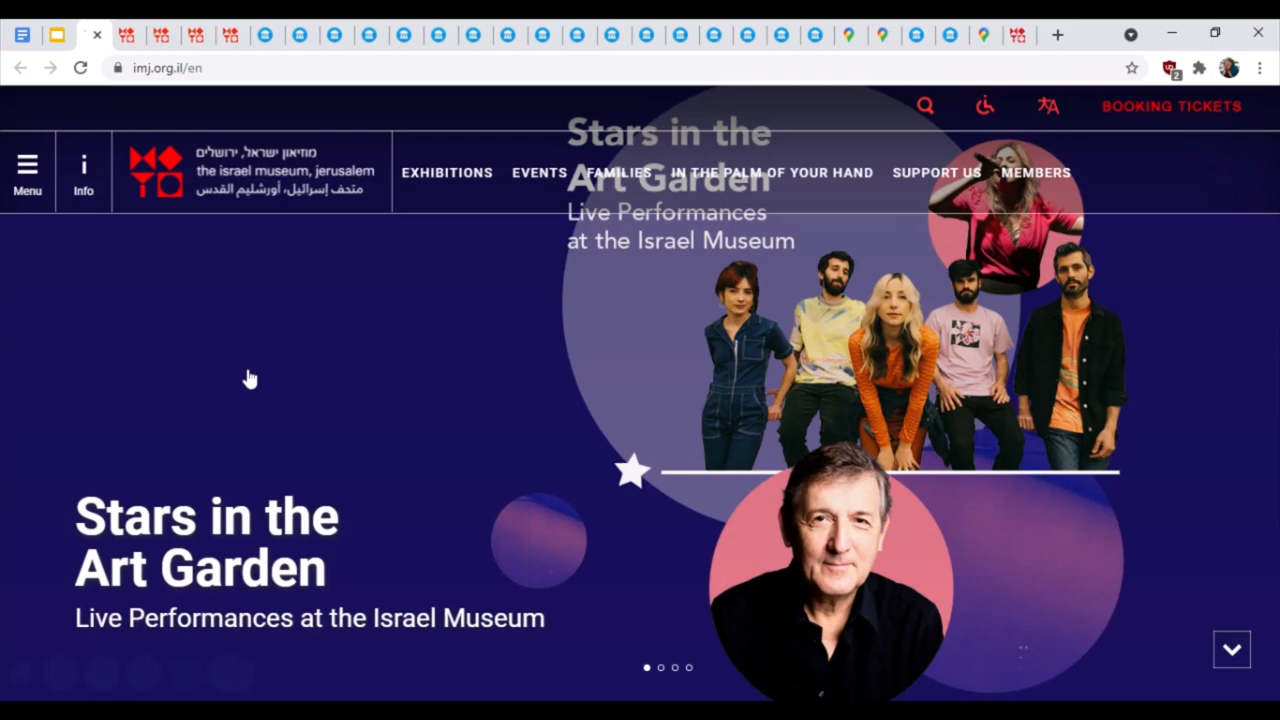 imj.org.il/en
2
BOOKING TICKETS
Menu
Info
מוזיאון ישראל, ירושלים
the israel museum, jerusalem
متحف إسرائيل، أورشليم القدس
EXHIBITIONS
EVENTS
FAMILIES
IN THE PALM OF YOUR HAND
SUPPORT US
MEMBERS
Stars in the
Art Garden
Live Performances
at the Israel Museum
Stars in the
Art Garden
Live Performances at the Israel Museum